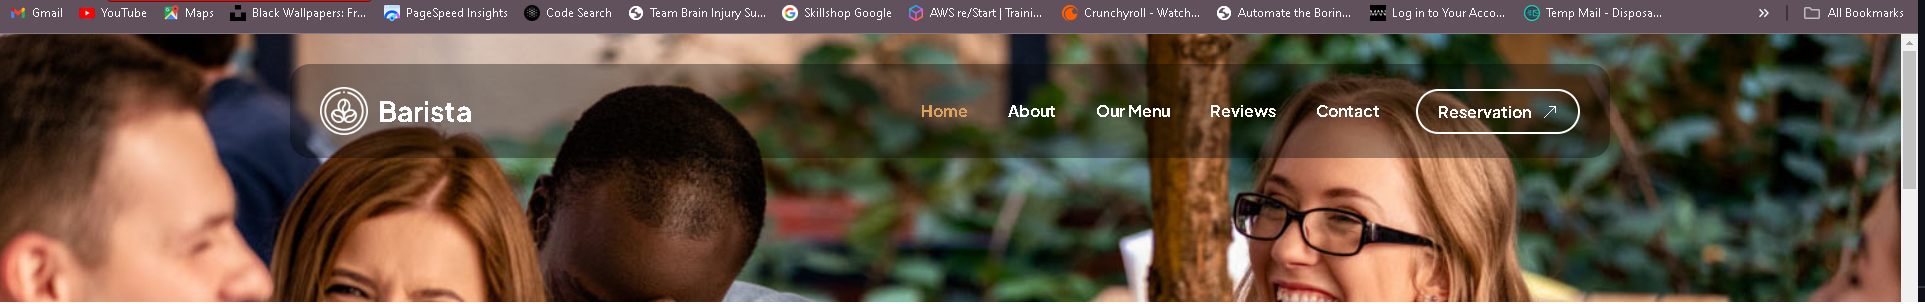 Gmail YouTube Maps Black Wallpapers: Fr... PageSpeed Insights Code Search Team Brain Injury Su... Skillshop Google AWS re/Start | Traini... Crunchyroll - Watch... Automate the Borin... Log in to Your Acco... Temp Mail - Disposa... » All Bookmarks
Barista Home About Our Menu Reviews Contact Reservation